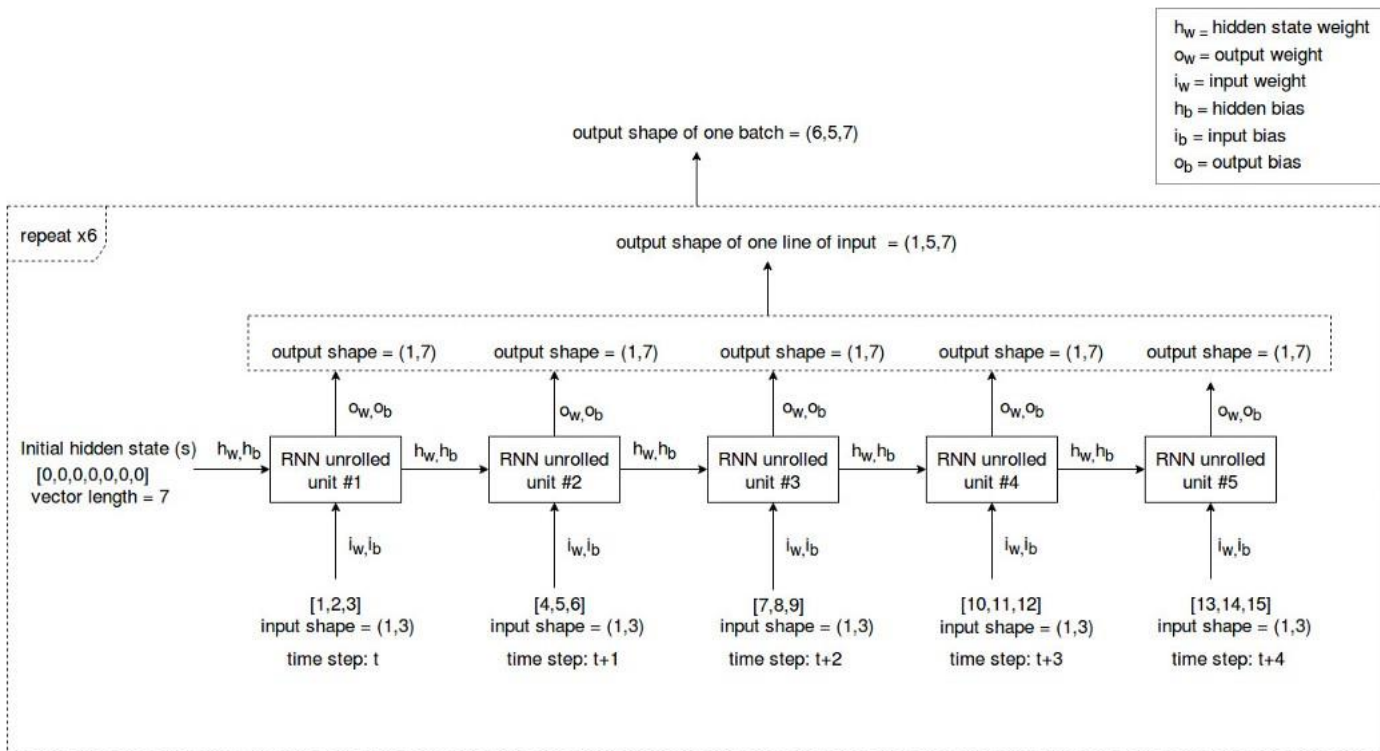 h_w = hidden state weight
o_w = output weight
i_w = input weight
h_b = hidden bias
i_b = input bias
o_b = output bias
output shape of one batch = (6,5,7)
repeat x6
output shape of one line of input = (1,5,7)
output shape = (1,7) output shape = (1,7) output shape = (1,7) output shape = (1,7) output shape = (1,7)
o_w,o_b o_w,o_b o_w,o_b o_w,o_b o_w,o_b
Initial hidden state (s)
[0,0,0,0,0,0,0]
vector length = 7
h_w,h_b h_w,h_b h_w,h_b h_w,h_b h_w,h_b
RNN unrolled
unit #1
RNN unrolled
unit #2
RNN unrolled
unit #3
RNN unrolled
unit #4
RNN unrolled
unit #5
i_w,i_b i_w,i_b i_w,i_b i_w,i_b i_w,i_b
[1,2,3] [4,5,6] [7,8,9] [10,11,12] [13,14,15]
input shape = (1,3) input shape = (1,3) input shape = (1,3) input shape = (1,3) input shape = (1,3)
time step: t time step: t+1 time step: t+2 time step: t+3 time step: t+4